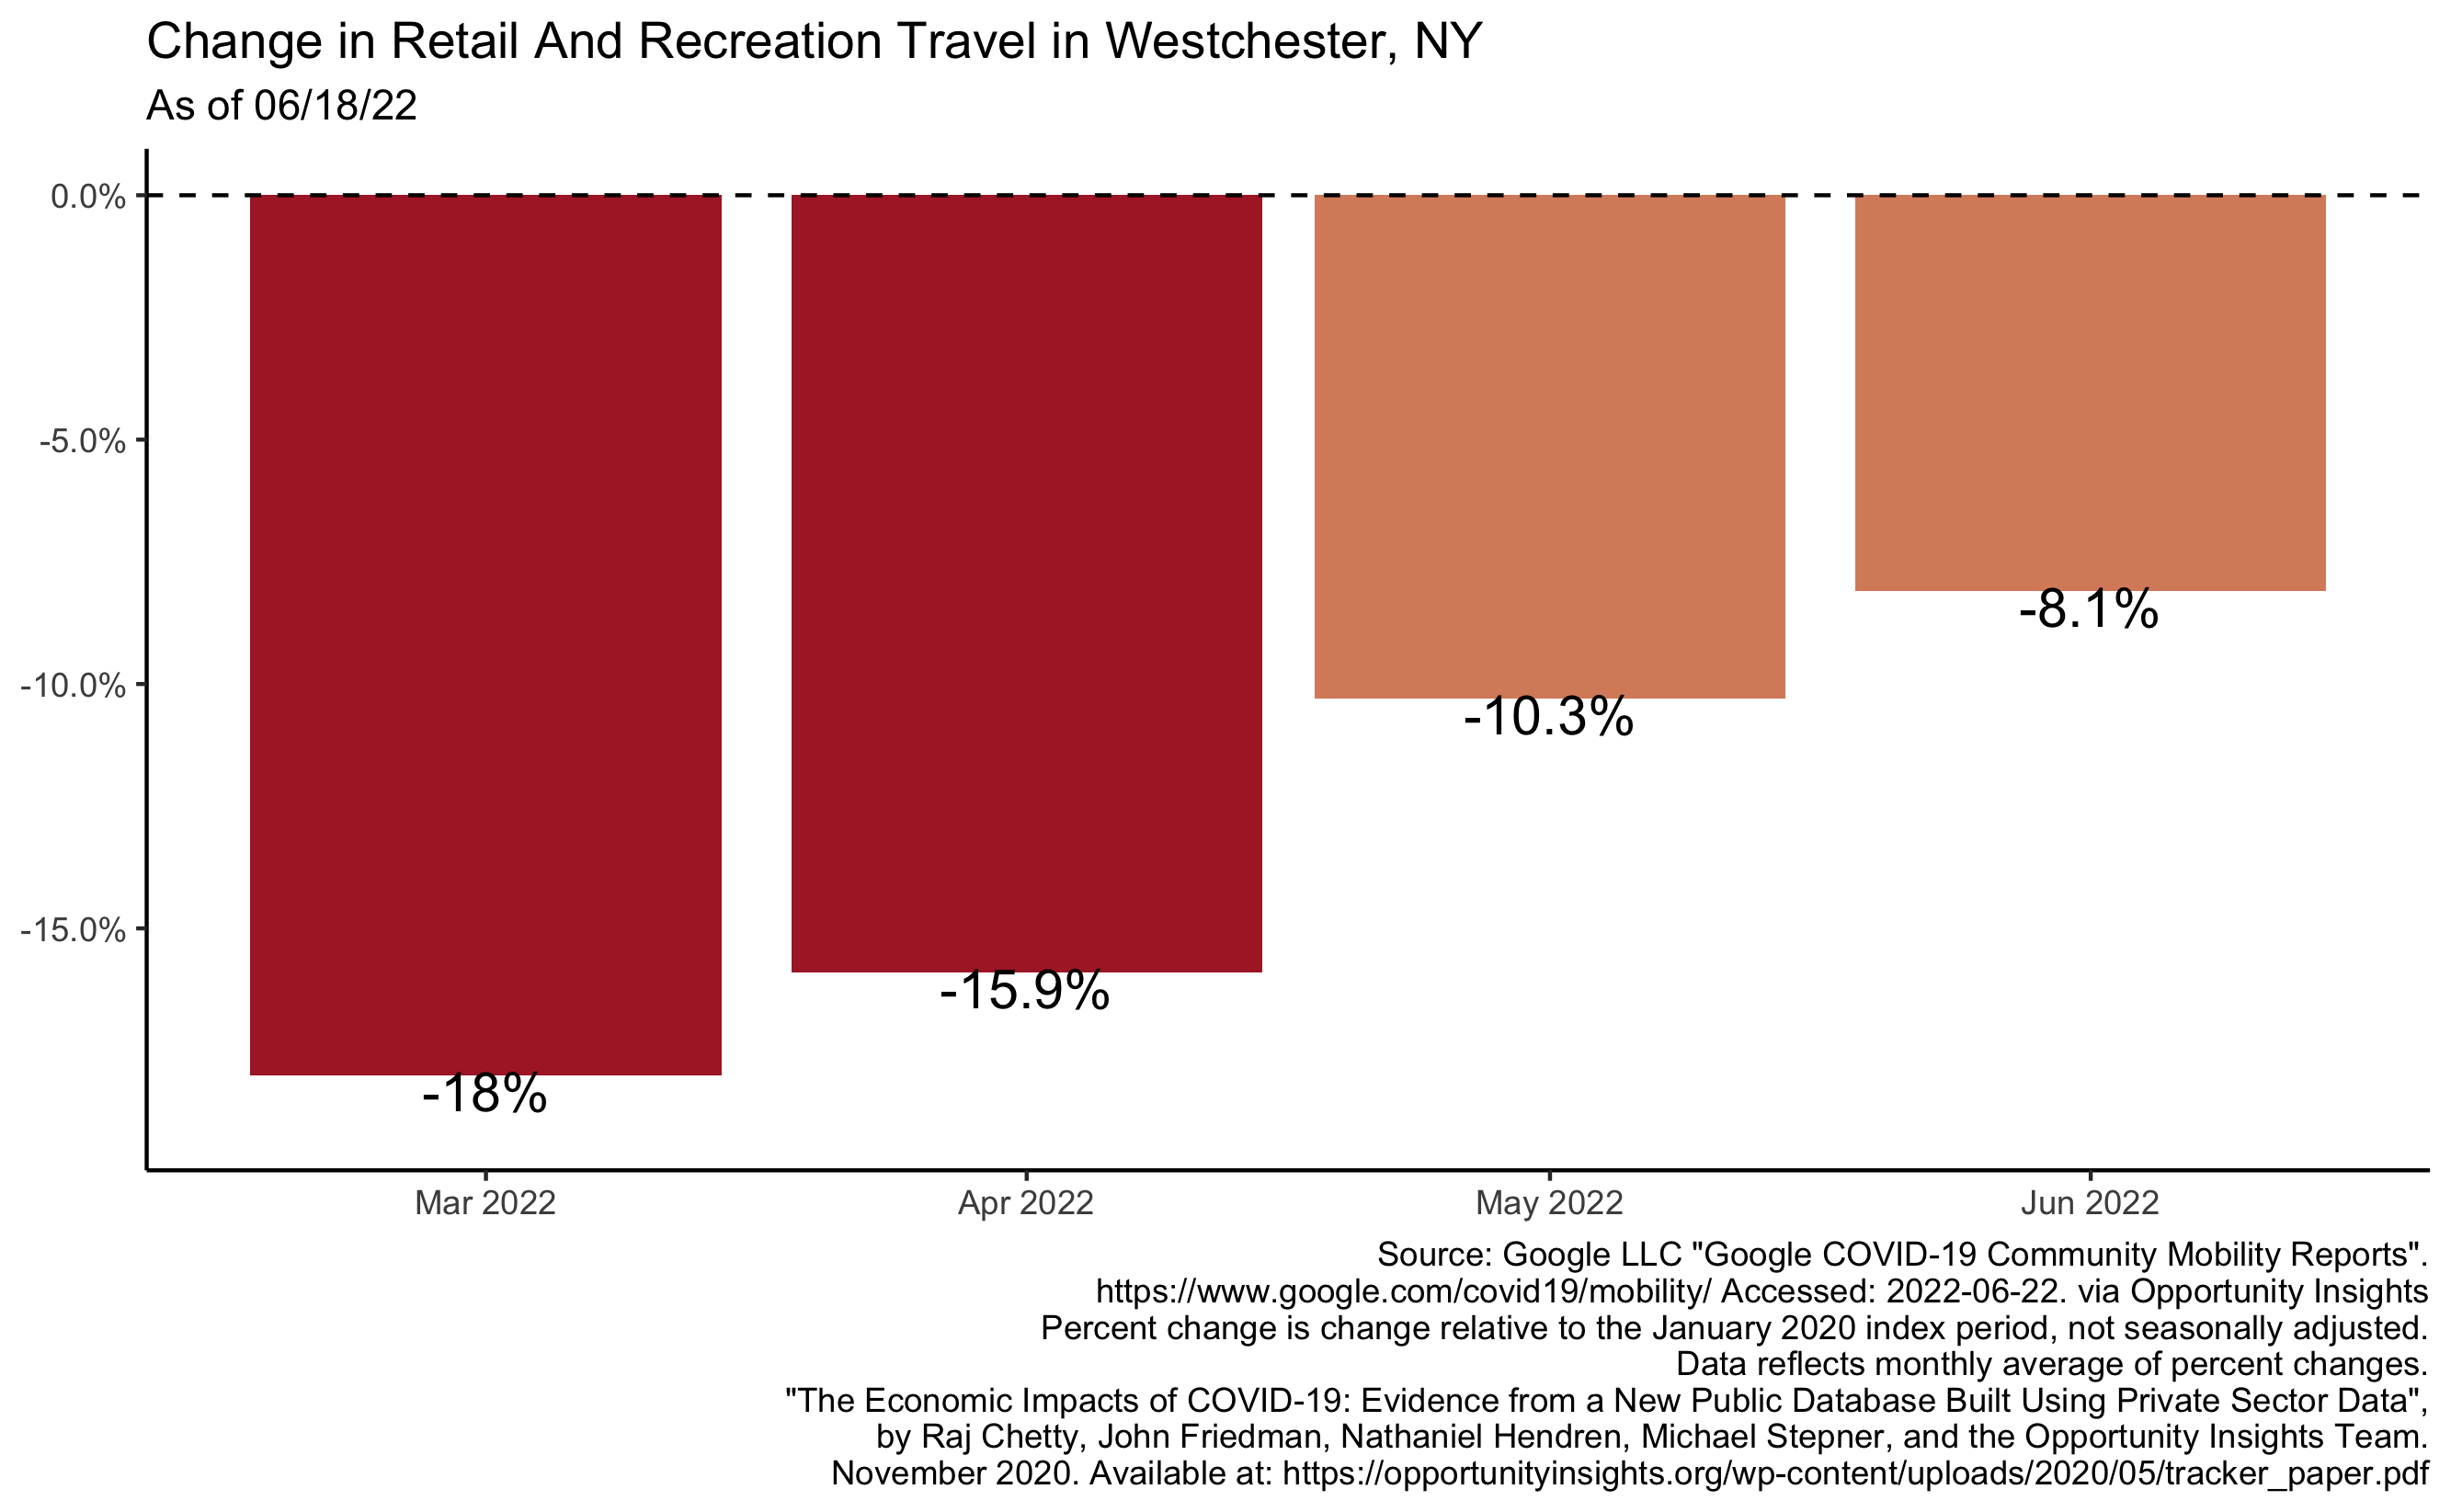 Change in Retail And Recreation Travel in Westchester, NY
As of 06/18/22
0.0%
-5.0%
-10.0%
-15.0%
-18%
-15.9%
-10.3%
-8.1%
Mar 2022
Apr 2022
May 2022
Jun 2022
Source: Google LLC "Google COVID-19 Community Mobility Reports".
https://www.google.com/covid19/mobility/ Accessed: 2022-06-22. via Opportunity Insights
Percent change is change relative to the January 2020 index period, not seasonally adjusted.
Data reflects monthly average of percent changes.
"The Economic Impacts of COVID-19: Evidence from a New Public Database Built Using Private Sector Data",
by Raj Chetty, John Friedman, Nathaniel Hendren, Michael Stepner, and the Opportunity Insights Team.
November 2020. Available at: https://opportunityinsights.org/wp-content/uploads/2020/05/tracker_paper.pdf